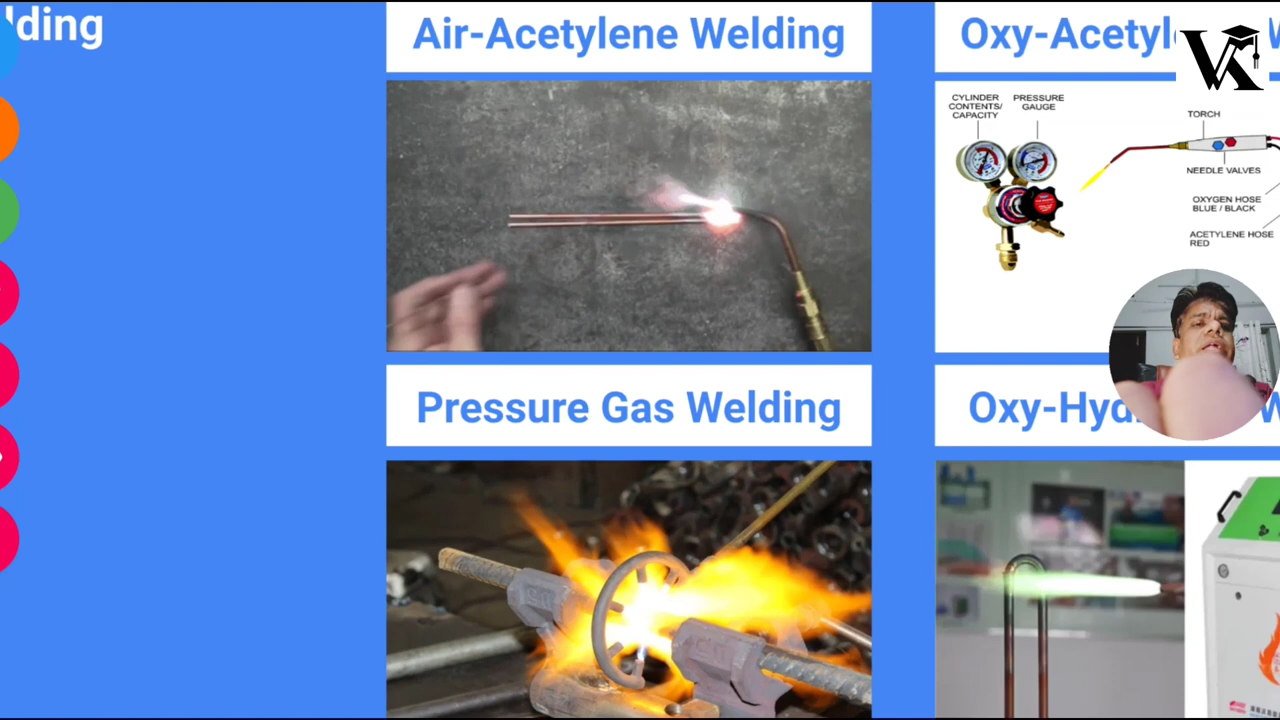 lding
Air-Acetylene Welding
Oxy-Acetyl
CYLINDER
CONTENTS/
CAPACITY
PRESSURE
GAUGE
TORCH
NEEDLE VALVES
OXYGEN HOSE
BLUE / BLACK
ACETYLENE HOSE
RED
Pressure Gas Welding
Oxy-Hyd